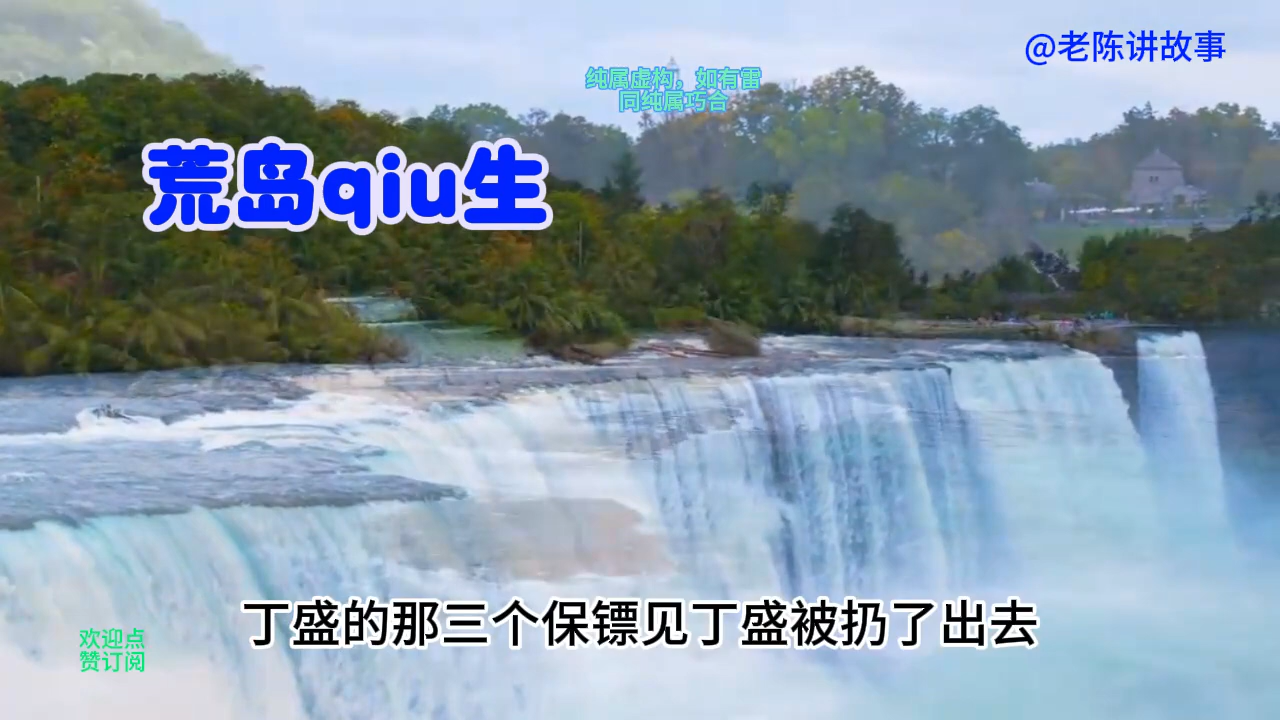 @老陈讲故事
纯属虚构，如有雷
同纯属巧合
荒岛qiu生
丁盛的那三个保镖见丁盛被扔了出去
欢迎点
赞订阅